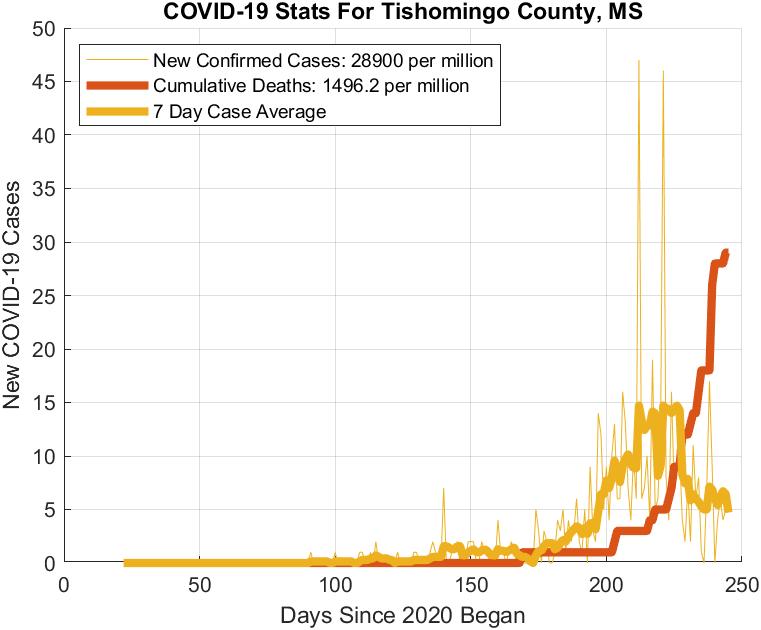 COVID-19 Stats For Tishomingo County, MS
50
45
40
35
30
25
20
15
10
5
0
New COVID-19 Cases
New Confirmed Cases: 28900 per million
Cumulative Deaths: 1496.2 per million
7 Day Case Average
0 50 100 150 200 250
Days Since 2020 Began